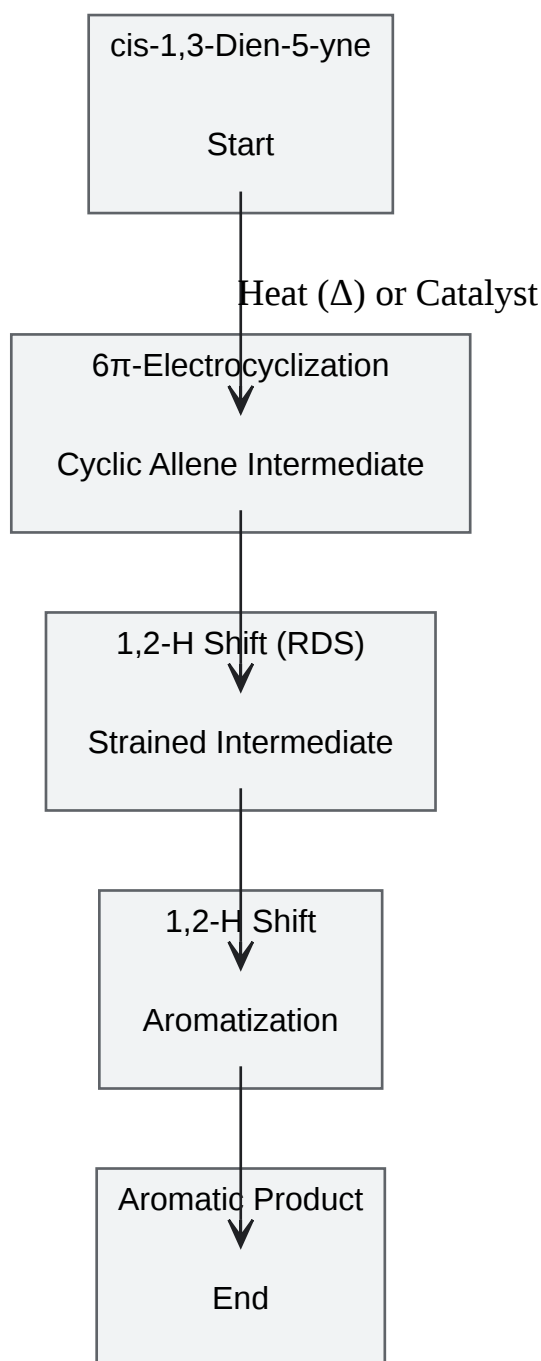 cis-1,3-Dien-5-yne
Start
Heat (Δ) or Catalyst
6π-Electrocyclization
Cyclic Allene Intermediate
1,2-H Shift (RDS)
Strained Intermediate
1,2-H Shift
Aromatization
Aromatic Product
End